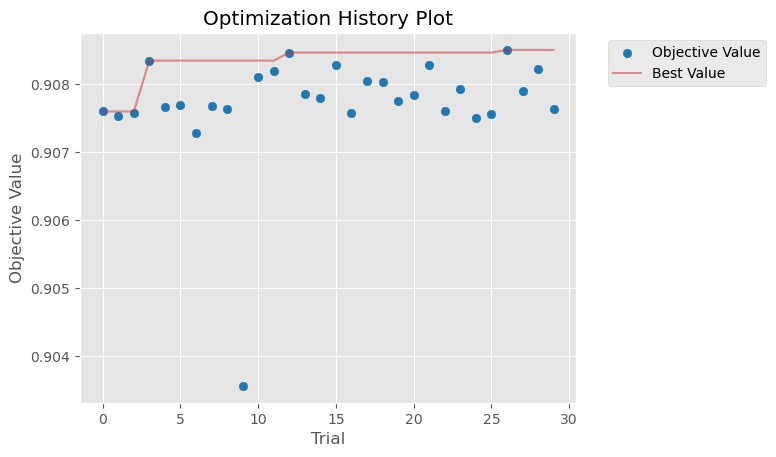 Optimization History Plot
Objective Value
Best Value
0.908
0.907
0.906
0.905
0.904
Objective Value
0 5 10 15 20 25 30
Trial